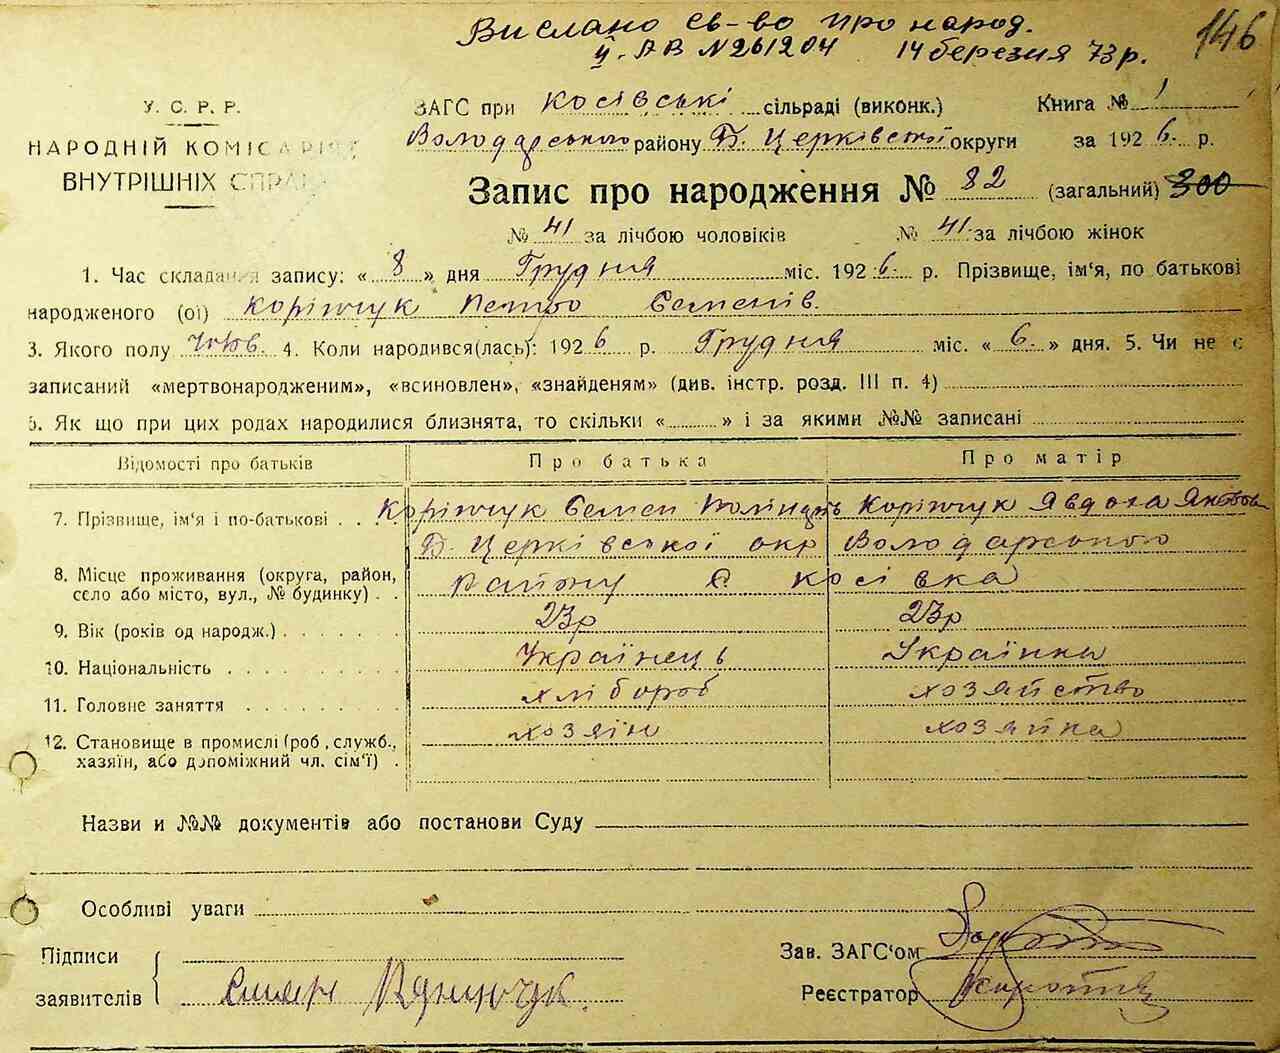 Вислано св-во про народ.
ІІ-АВ №261204 14 березня 73 р.
146
У. С. Р. Р.
НАРОДНІЙ КОМІСАРІЯТ
ВНУТРІШНІХ СПРАВ
ЗАГС при Косівські сільраді (виконк.) Книга № 1
Володарського району Б. Церківської округи за 1926 р.
Запис про народження № 82 (загальний) 300
№ 41 за лічбою чоловіків № 41 за лічбою жінок
1. Час складання запису: « 8 » дня Грудня міс. 1926 р. Прізвище, ім'я, по батькові
народженого (ої) Корінчук Петро Семенів.
3. Якого полу чолов. 4. Коли народився(лась): 1926 р. Грудня міс. « 6 » дня. 5. Чи не є
записаний «мертвонародженим», «всиновлен», «знайденям» (див. інстр. розд. III п. 4)
6. Як що при цих родах народилися близнята, то скільки « » і за якими №№ записані
Відомості про батьків Про батька Про матір
7. Прізвище, ім'я і по-батькові Корінчук Семен Корінчук Явдоха
Б. Церківської окр Володарського
8. Місце проживання (округа, район, село або місто, вул., № будинку) району С Косівка
9. Вік (років од народж.) 23р 23р
10. Національність Українець Українка
11. Головне заняття хлібороб хозяйство
12. Становище в промислі (роб., служб., хазяїн, або допоміжний чл. сім'ї) хозяїн хозяйка
Назви и №№ документів або постанови Суду
Особливі уваги
Підписи
заявителів
Зав. ЗАГС'ом
Реєстратор